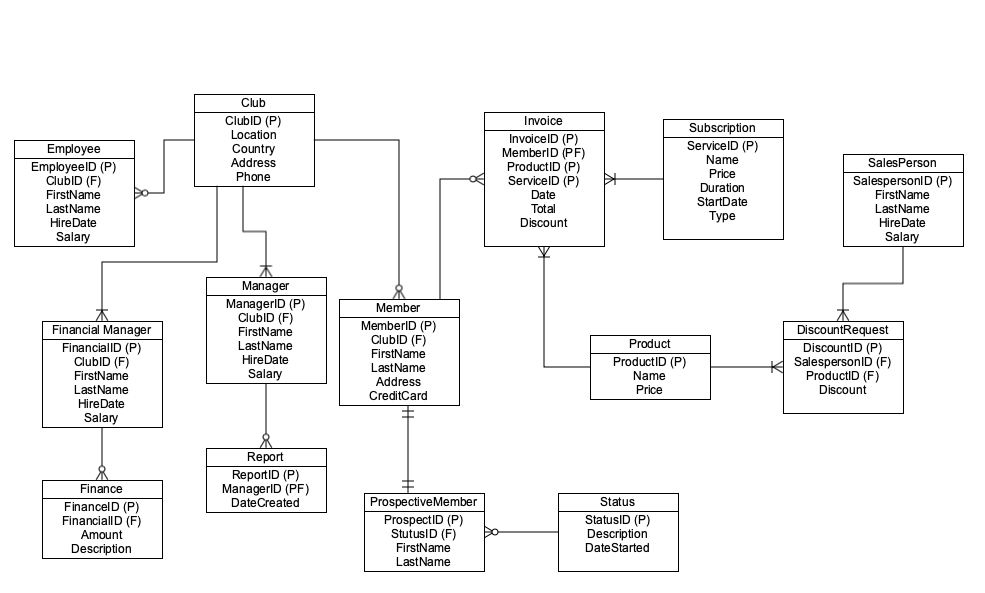 Club
ClubID (P)
Location
Country
Address
Phone
Employee
EmployeeID (P)
ClubID (F)
FirstName
LastName
HireDate
Salary
Invoice
InvoiceID (P)
MemberID (PF)
ProductID (P)
ServiceID (P)
Date
Total
Discount
Subscription
ServiceID (P)
Name
Price
Duration
StartDate
Type
SalesPerson
SalespersonID (P)
FirstName
LastName
HireDate
Salary
Financial Manager
FinancialID (P)
ClubID (F)
FirstName
LastName
HireDate
Salary
Manager
ManagerID (P)
ClubID (F)
FirstName
LastName
HireDate
Salary
Member
MemberID (P)
ClubID (F)
FirstName
LastName
Address
CreditCard
Product
ProductID (P)
Name
Price
DiscountRequest
DiscountID (P)
SalespersonID (F)
ProductID (F)
Discount
Finance
FinanceID (P)
FinancialID (F)
Amount
Description
Report
ReportID (P)
ManagerID (PF)
DateCreated
ProspectiveMember
ProspectID (P)
StutusID (F)
FirstName
LastName
Status
StatusID (P)
Description
DateStarted